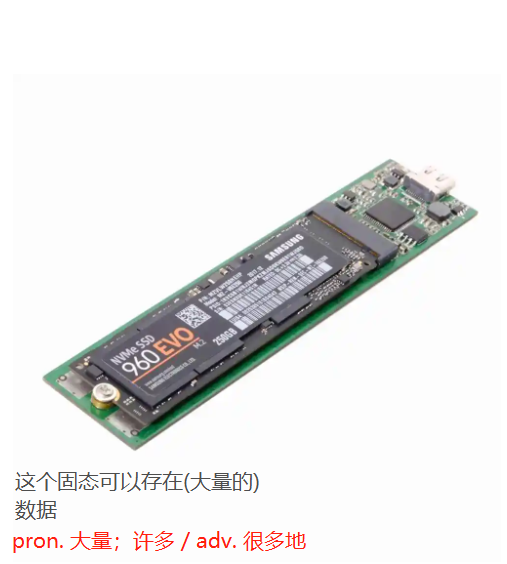 SAMSUNG
NVMe SSD
960 EVO
M.2
250GB
这个固态可以存在(大量的)
数据
pron. 大量；许多 / adv. 很多地